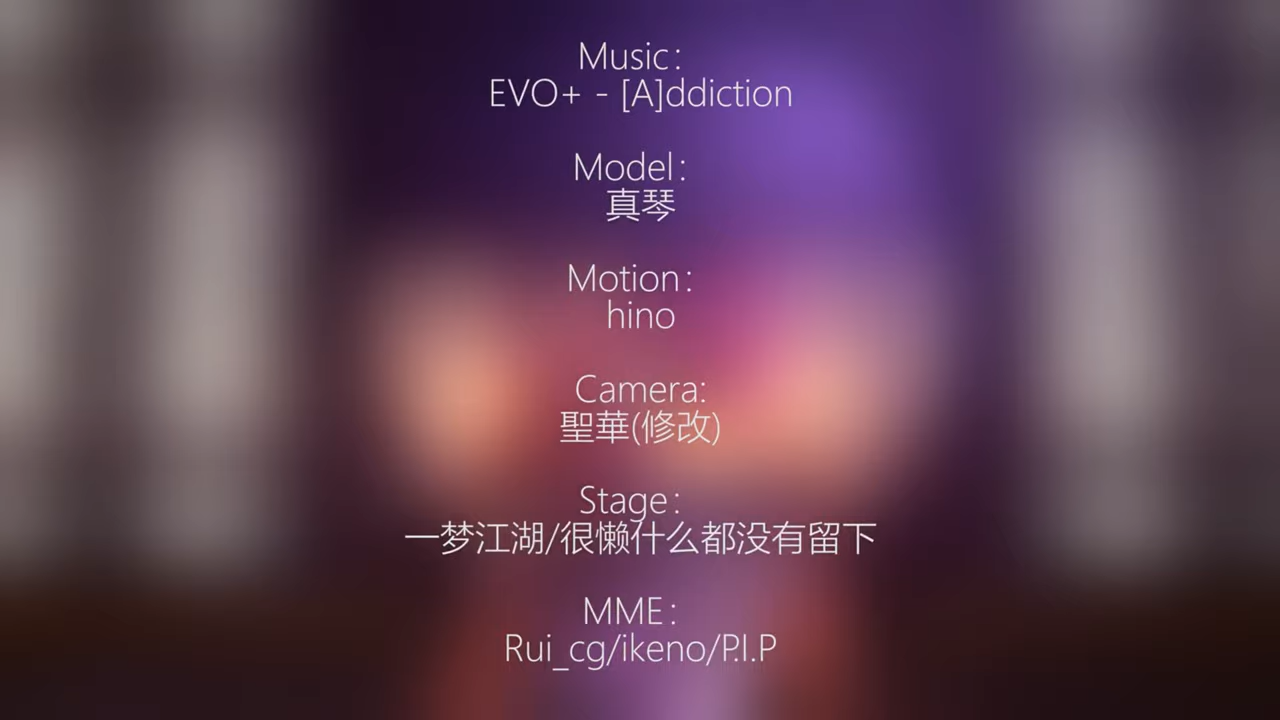 Music：
EVO+ - [A]ddiction
Model：
真琴
Motion：
hino
Camera:
聖華(修改)
Stage：
一梦江湖/很懒什么都没有留下
MME：
Rui_cg/ikeno/P.I.P